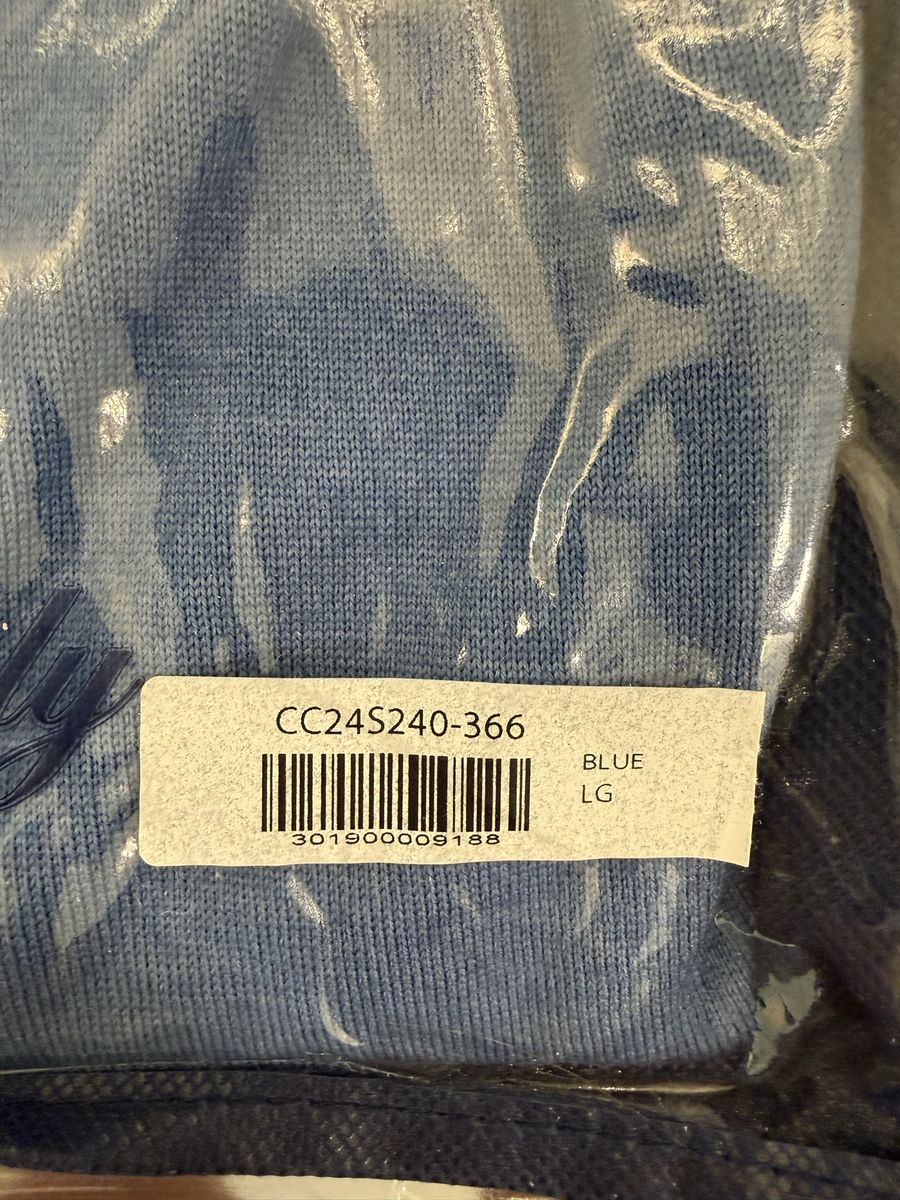 CC24S240-366
BLUE
LG
301900009188